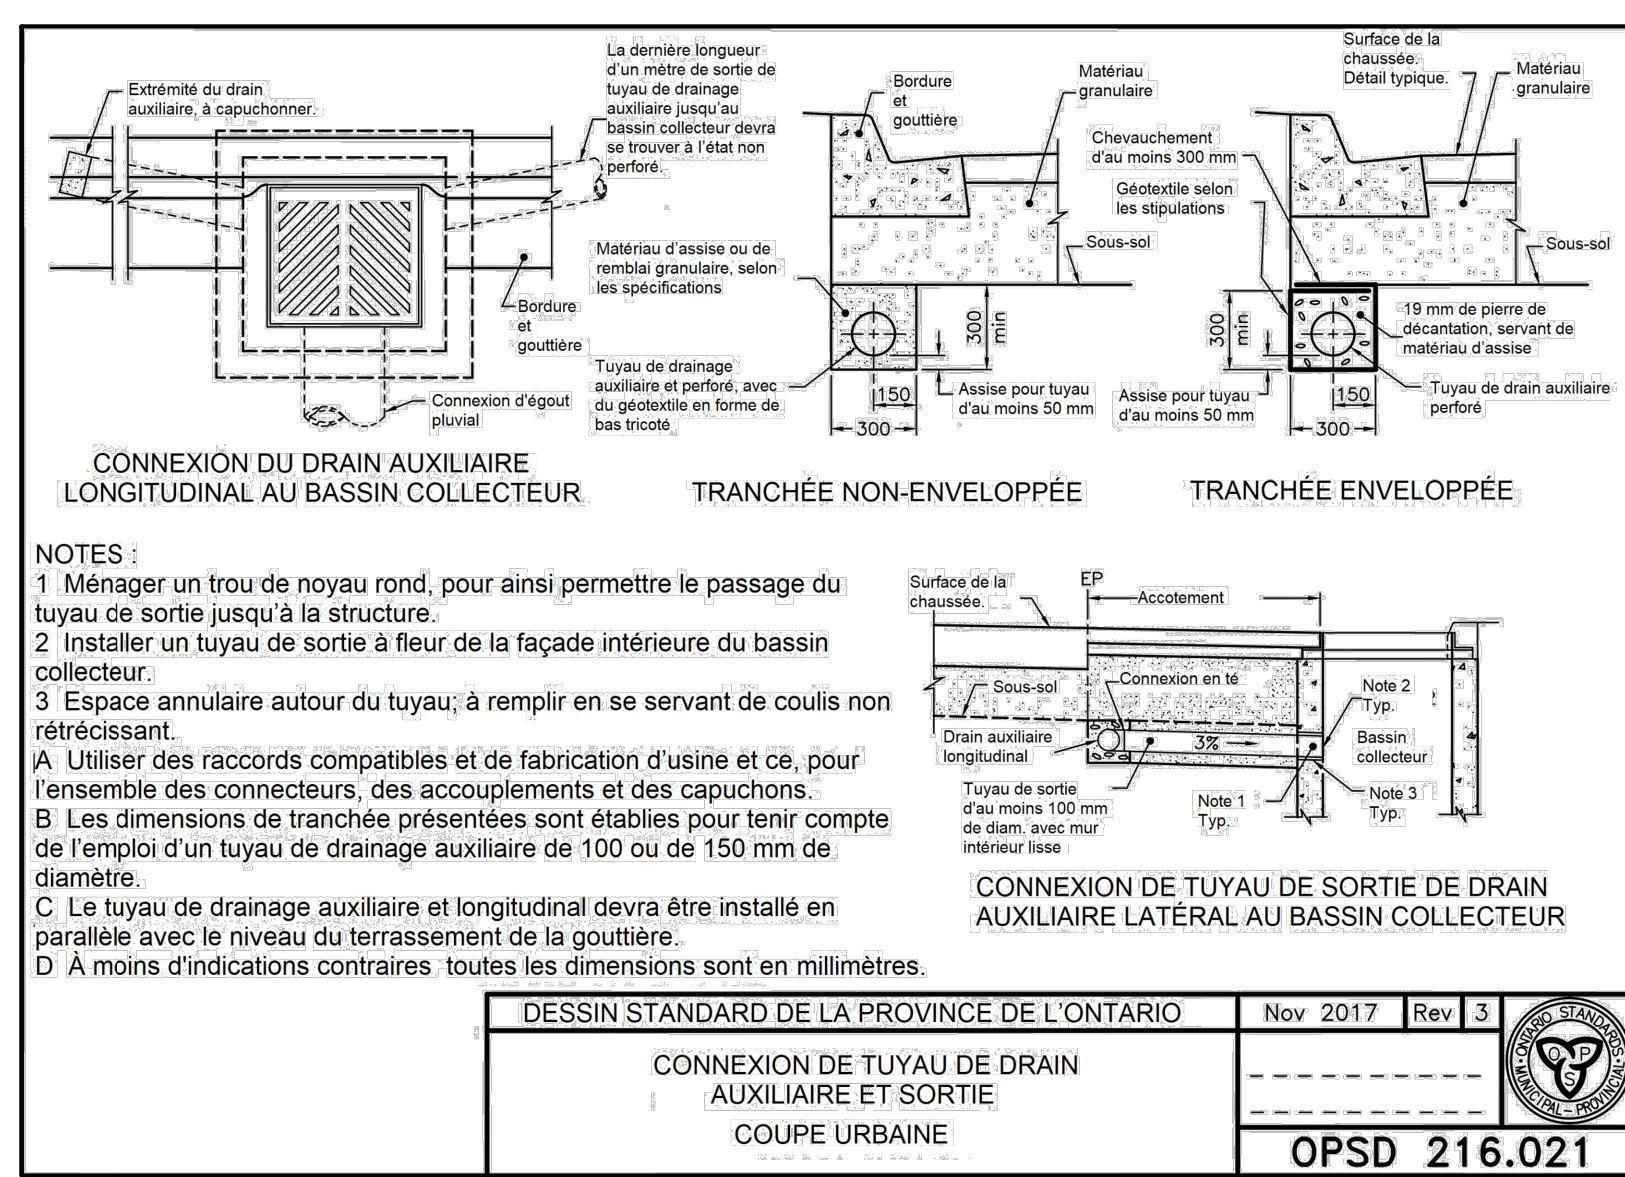 Extrémité du drain
auxiliaire, à capuchonner.
La dernière longueur
d'un mètre de sortie de
tuyau de drainage
auxiliaire jusqu'au
bassin collecteur devra
se trouver à l'état non
perforé.
Bordure
et
gouttière
Connexion d'égout
pluvial
CONNEXION DU DRAIN AUXILIAIRE
LONGITUDINAL AU BASSIN COLLECTEUR
Bordure
et
gouttière
Matériau
granulaire
Matériau d'assise ou de
remblai granulaire, selon
les spécifications
Sous-sol
300
min
Tuyau de drainage
auxiliaire et perforé, avec
du géotextile en forme de
bas tricoté
150
300
Assise pour tuyau
d'au moins 50 mm
TRANCHÉE NON-ENVELOPPÉE
Surface de la
chaussée.
Détail typique.
Matériau
granulaire
Chevauchement
d'au moins 300 mm
Géotextile selon
les stipulations
Sous-sol
300
min
19 mm de pierre de
décantation, servant de
matériau d'assise
Assise pour tuyau
d'au moins 50 mm
150
300
Tuyau de drain auxiliaire
perforé
TRANCHÉE ENVELOPPÉE
NOTES :
1 Ménager un trou de noyau rond, pour ainsi permettre le passage du
tuyau de sortie jusqu'à la structure.
2 Installer un tuyau de sortie à fleur de la façade intérieure du bassin
collecteur.
3 Espace annulaire autour du tuyau, à remplir en se servant de coulis non
rétrécissant.
A Utiliser des raccords compatibles et de fabrication d'usine et ce, pour
l'ensemble des connecteurs, des accouplements et des capuchons.
B Les dimensions de tranchée présentées sont établies pour tenir compte
de l'emploi d'un tuyau de drainage auxiliaire de 100 ou de 150 mm de
diamètre.
C Le tuyau de drainage auxiliaire et longitudinal devra être installé en
parallèle avec le niveau du terrassement de la gouttière.
D À moins d'indications contraires, toutes les dimensions sont en millimètres.
Surface de la
chaussée.
EP
Accotement
Sous-sol
Connexion en té
Note 2
Typ.
Drain auxiliaire
longitudinal
3%
Bassin
collecteur
Tuyau de sortie
d'au moins 100 mm
de diam. avec mur
intérieur lisse
Note 1
Typ.
Note 3
Typ.
CONNEXION DE TUYAU DE SORTIE DE DRAIN
AUXILIAIRE LATÉRAL AU BASSIN COLLECTEUR
DESSIN STANDARD DE LA PROVINCE DE L'ONTARIO
Nov 2017
Rev
3
CONNEXION DE TUYAU DE DRAIN
AUXILIAIRE ET SORTIE
COUPE URBAINE
ONTARIO STANDARDS
MUNICIPAL - PROVINCIAL
O P S
OPSD 216.021